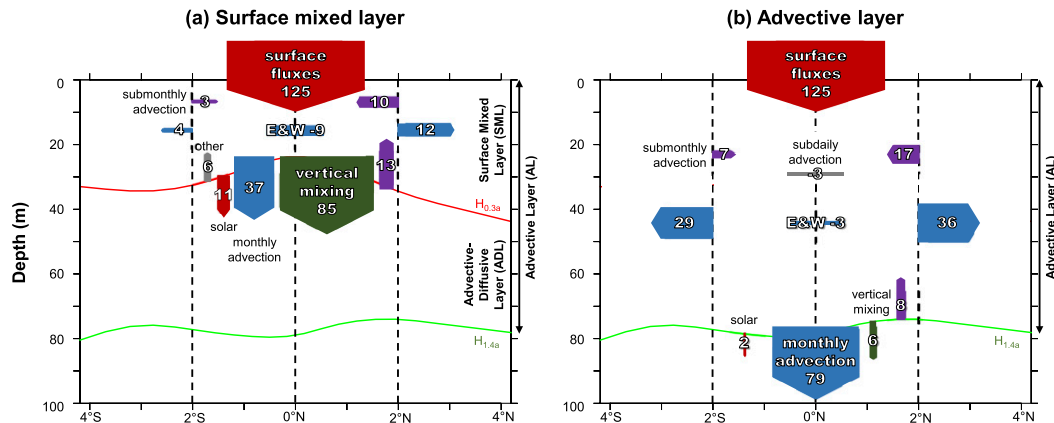 (a) Surface mixed layer
surface
fluxes
125
0
20
40
60
80
100
Depth (m)
submonthly
advection
3
10
4
E&W -9
12
other
6
11
solar
37
monthly
advection
vertical
mixing
85
13
H0.3a
H1.4a
4°S
2°S
0°N
2°N
4°N
Surface Mixed
Layer (SML)
Advective-
Diffusive
Layer (ADL)
Advective Layer (AL)
(b) Advective layer
surface
fluxes
125
0
20
40
60
80
100
submonthly
advection
7
subdaily
advection
-3
17
29
E&W -3
36
vertical
mixing
8
6
solar
2
monthly
advection
79
H1.4a
4°S
2°S
0°N
2°N
4°N
Advective Layer (AL)